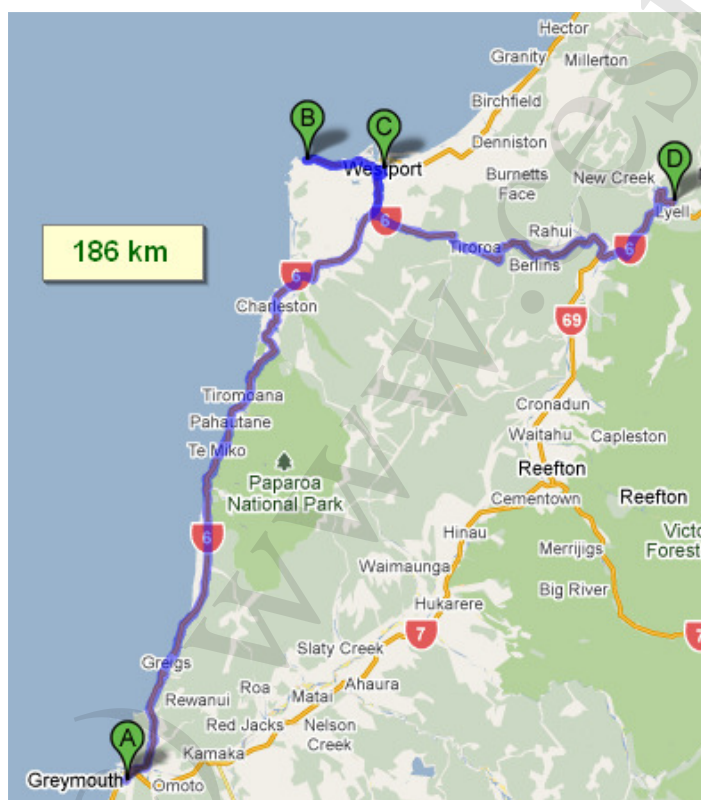 Hector
Granity
Millerton
Birchfield
B
C
Denniston
Westport
Burnetts
Face
New Creek
D
Lyell
6
186 km
Tiroroa
Rahui
Berlins
6
6
Charleston
69
Tiromoana
Pahautane
Te Miko
Cronadun
Waitahu
Capleston
Reefton
Paparoa
National Park
Cementown
Reefton
6
Hinau
Merrijigs
Victo
Forest
Waimaunga
Big River
Hukarere
7
7
Slaty Creek
Greigs
Roa
Ahaura
Rewanui
Matai
Red Jacks
Nelson
Creek
A
Kamaka
Greymouth
Omoto